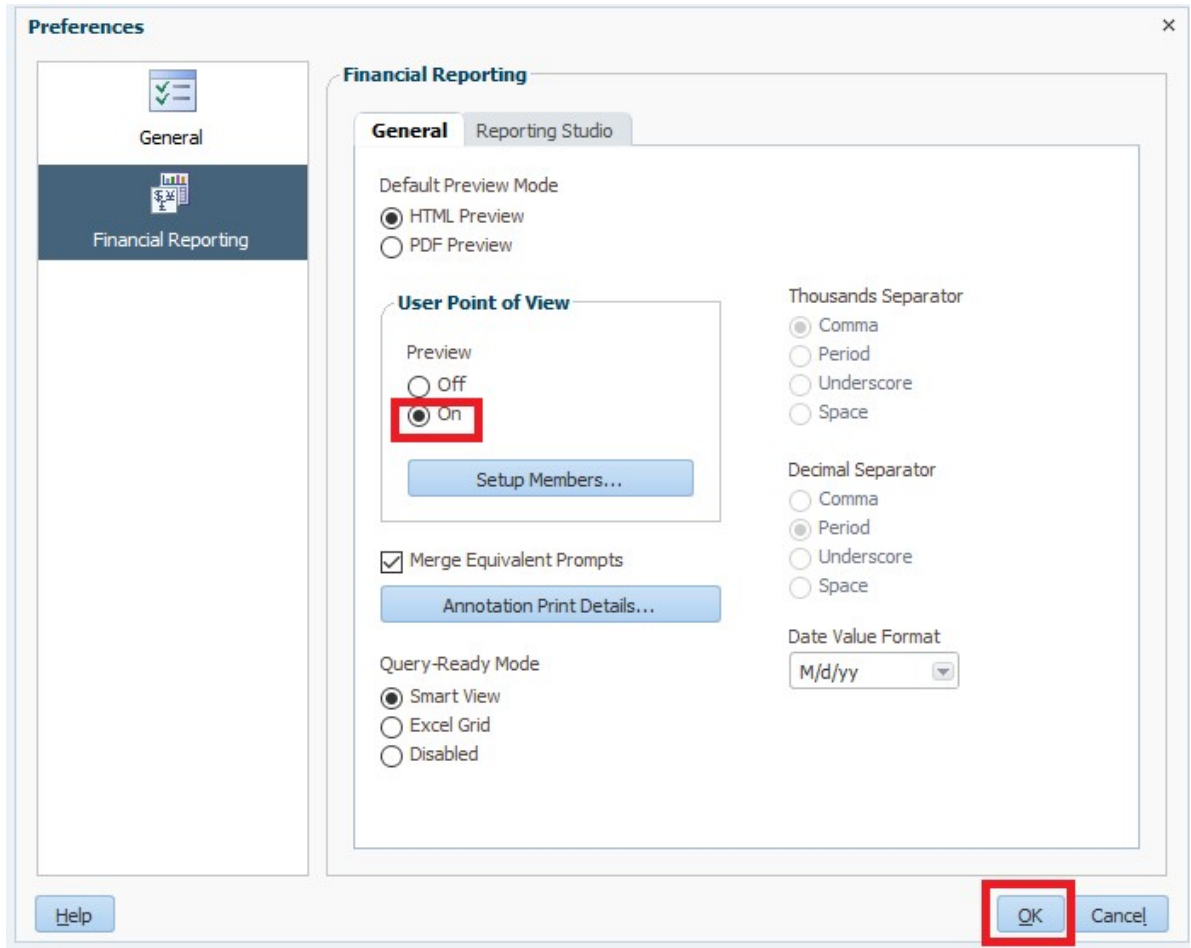 Preferences
General
Financial Reporting
Financial Reporting
General
Reporting Studio
Default Preview Mode
HTML Preview
PDF Preview
User Point of View
Preview
Off
On
Setup Members...
Merge Equivalent Prompts
Annotation Print Details...
Query-Ready Mode
Smart View
Excel Grid
Disabled
Thousands Separator
Comma
Period
Underscore
Space
Decimal Separator
Comma
Period
Underscore
Space
Date Value Format
M/d/yy
Help
OK
Cancel